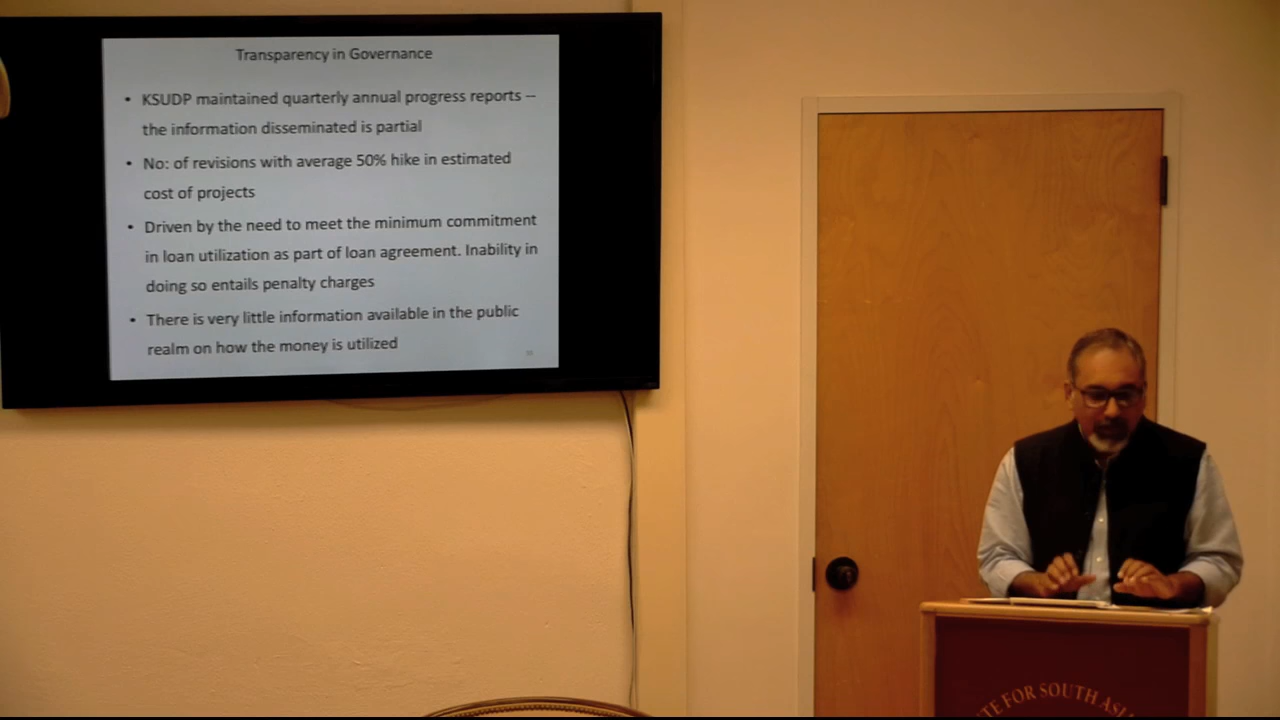 Transparency in Governance
• KSUDP maintained quarterly annual progress reports –
the information disseminated is partial
• No: of revisions with average 50% hike in estimated
cost of projects
• Driven by the need to meet the minimum commitment
in loan utilization as part of loan agreement. Inability in
doing so entails penalty charges
• There is very little information available in the public
realm on how the money is utilized
FOR SOUTH